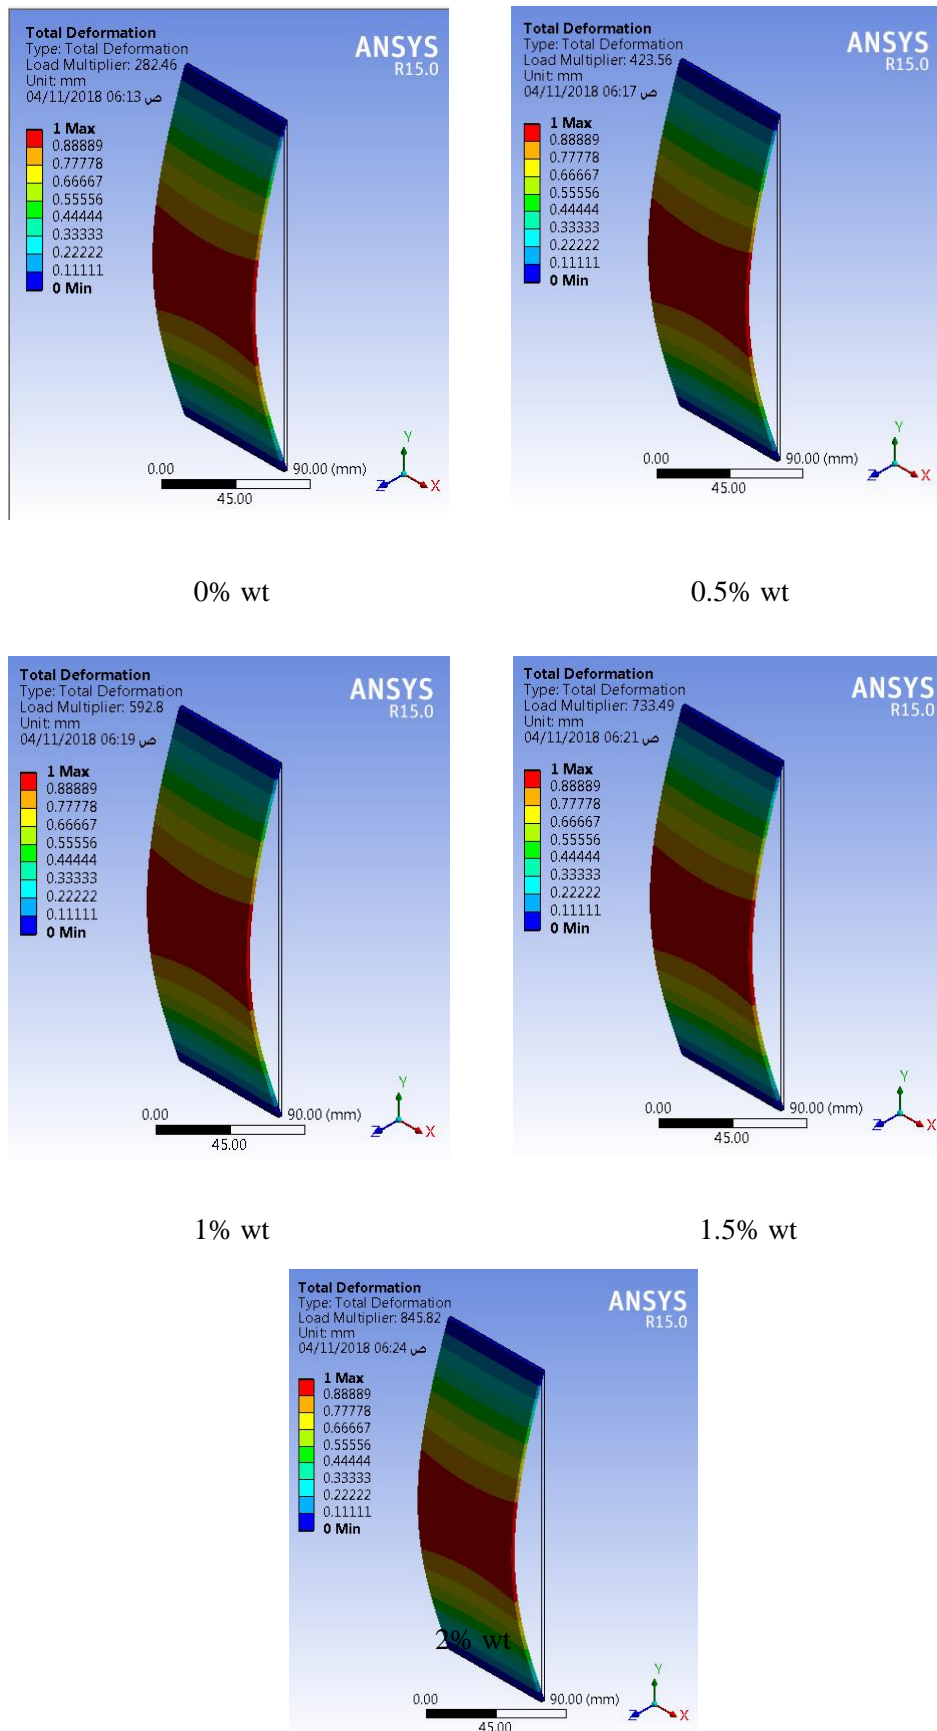 Total Deformation
Type: Total Deformation
Load Multiplier: 282.46
Unit: mm
04/11/2018 06:13 ص
ANSYS
R15.0
1 Max
0.88889
0.77778
0.66667
0.55556
0.44444
0.33333
0.22222
0.11111
0 Min
0.00
90.00 (mm)
45.00
Y
Z
X
0% wt
Total Deformation
Type: Total Deformation
Load Multiplier: 423.56
Unit: mm
04/11/2018 06:17 ص
ANSYS
R15.0
1 Max
0.88889
0.77778
0.66667
0.55556
0.44444
0.33333
0.22222
0.11111
0 Min
0.00
90.00 (mm)
45.00
Y
Z
X
0.5% wt
Total Deformation
Type: Total Deformation
Load Multiplier: 592.8
Unit: mm
04/11/2018 06:19 ص
ANSYS
R15.0
1 Max
0.88889
0.77778
0.66667
0.55556
0.44444
0.33333
0.22222
0.11111
0 Min
0.00
90.00 (mm)
45.00
Y
Z
X
1% wt
Total Deformation
Type: Total Deformation
Load Multiplier: 733.49
Unit: mm
04/11/2018 06:21 ص
ANSYS
R15.0
1 Max
0.88889
0.77778
0.66667
0.55556
0.44444
0.33333
0.22222
0.11111
0 Min
0.00
90.00 (mm)
45.00
Y
Z
X
1.5% wt
Total Deformation
Type: Total Deformation
Load Multiplier: 845.82
Unit: mm
04/11/2018 06:24 ص
ANSYS
R15.0
1 Max
0.88889
0.77778
0.66667
0.55556
0.44444
0.33333
0.22222
0.11111
0 Min
2% wt
0.00
90.00 (mm)
45.00
Y
Z
X